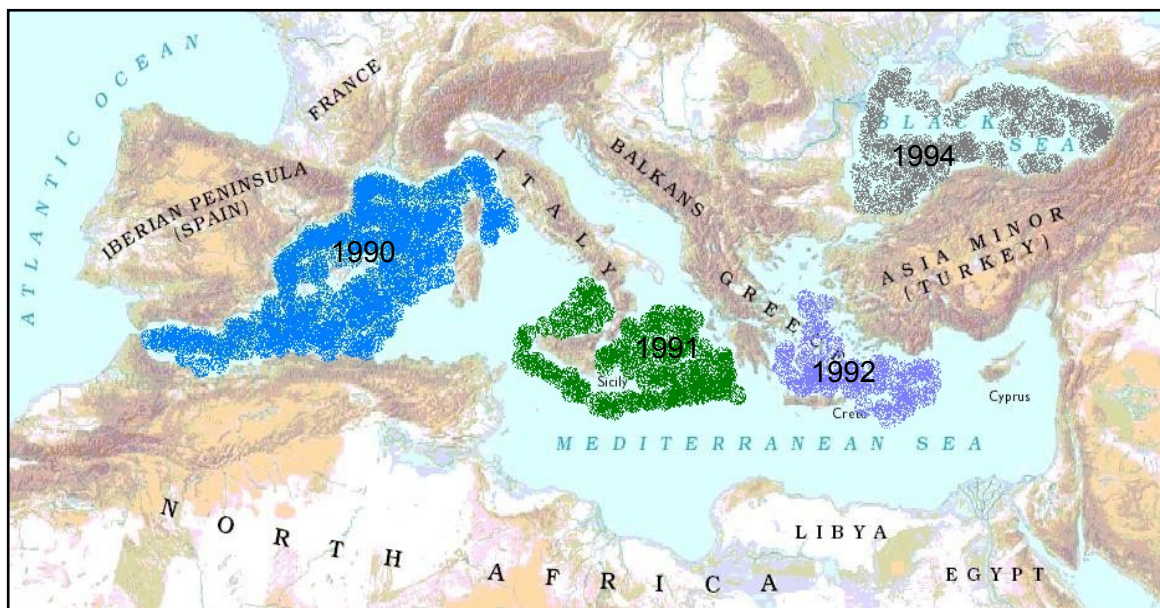 ATLANTIC OCEAN
FRANCE
IBERIAN PENINSULA
(SPAIN)
ITALY
BALKANS
BLACK
SEA
1994
1990
ASIA MINOR
(TURKEY)
1991
1992
Sicily
Crete
Cyprus
MEDITERRANEAN SEA
NORTH AFRICA
LIBYA
EGYPT